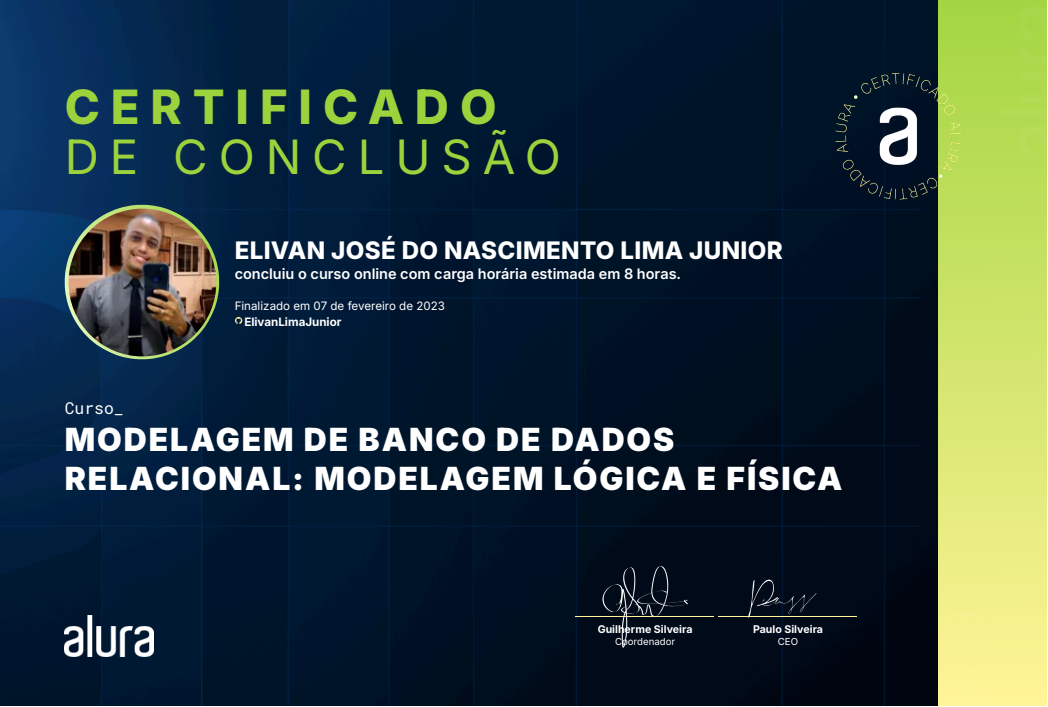 CERTIFICADO
DE CONCLUSÃO
CERTIFICADO ALURA • CERTIFICADO ALURA •
a
ELIVAN JOSÉ DO NASCIMENTO LIMA JUNIOR
concluiu o curso online com carga horária estimada em 8 horas.
Finalizado em 07 de fevereiro de 2023
ElivanLimaJunior
Curso_
MODELAGEM DE BANCO DE DADOS
RELACIONAL: MODELAGEM LÓGICA E FÍSICA
alura
Guilherme Silveira
Coordenador
Paulo Silveira
CEO